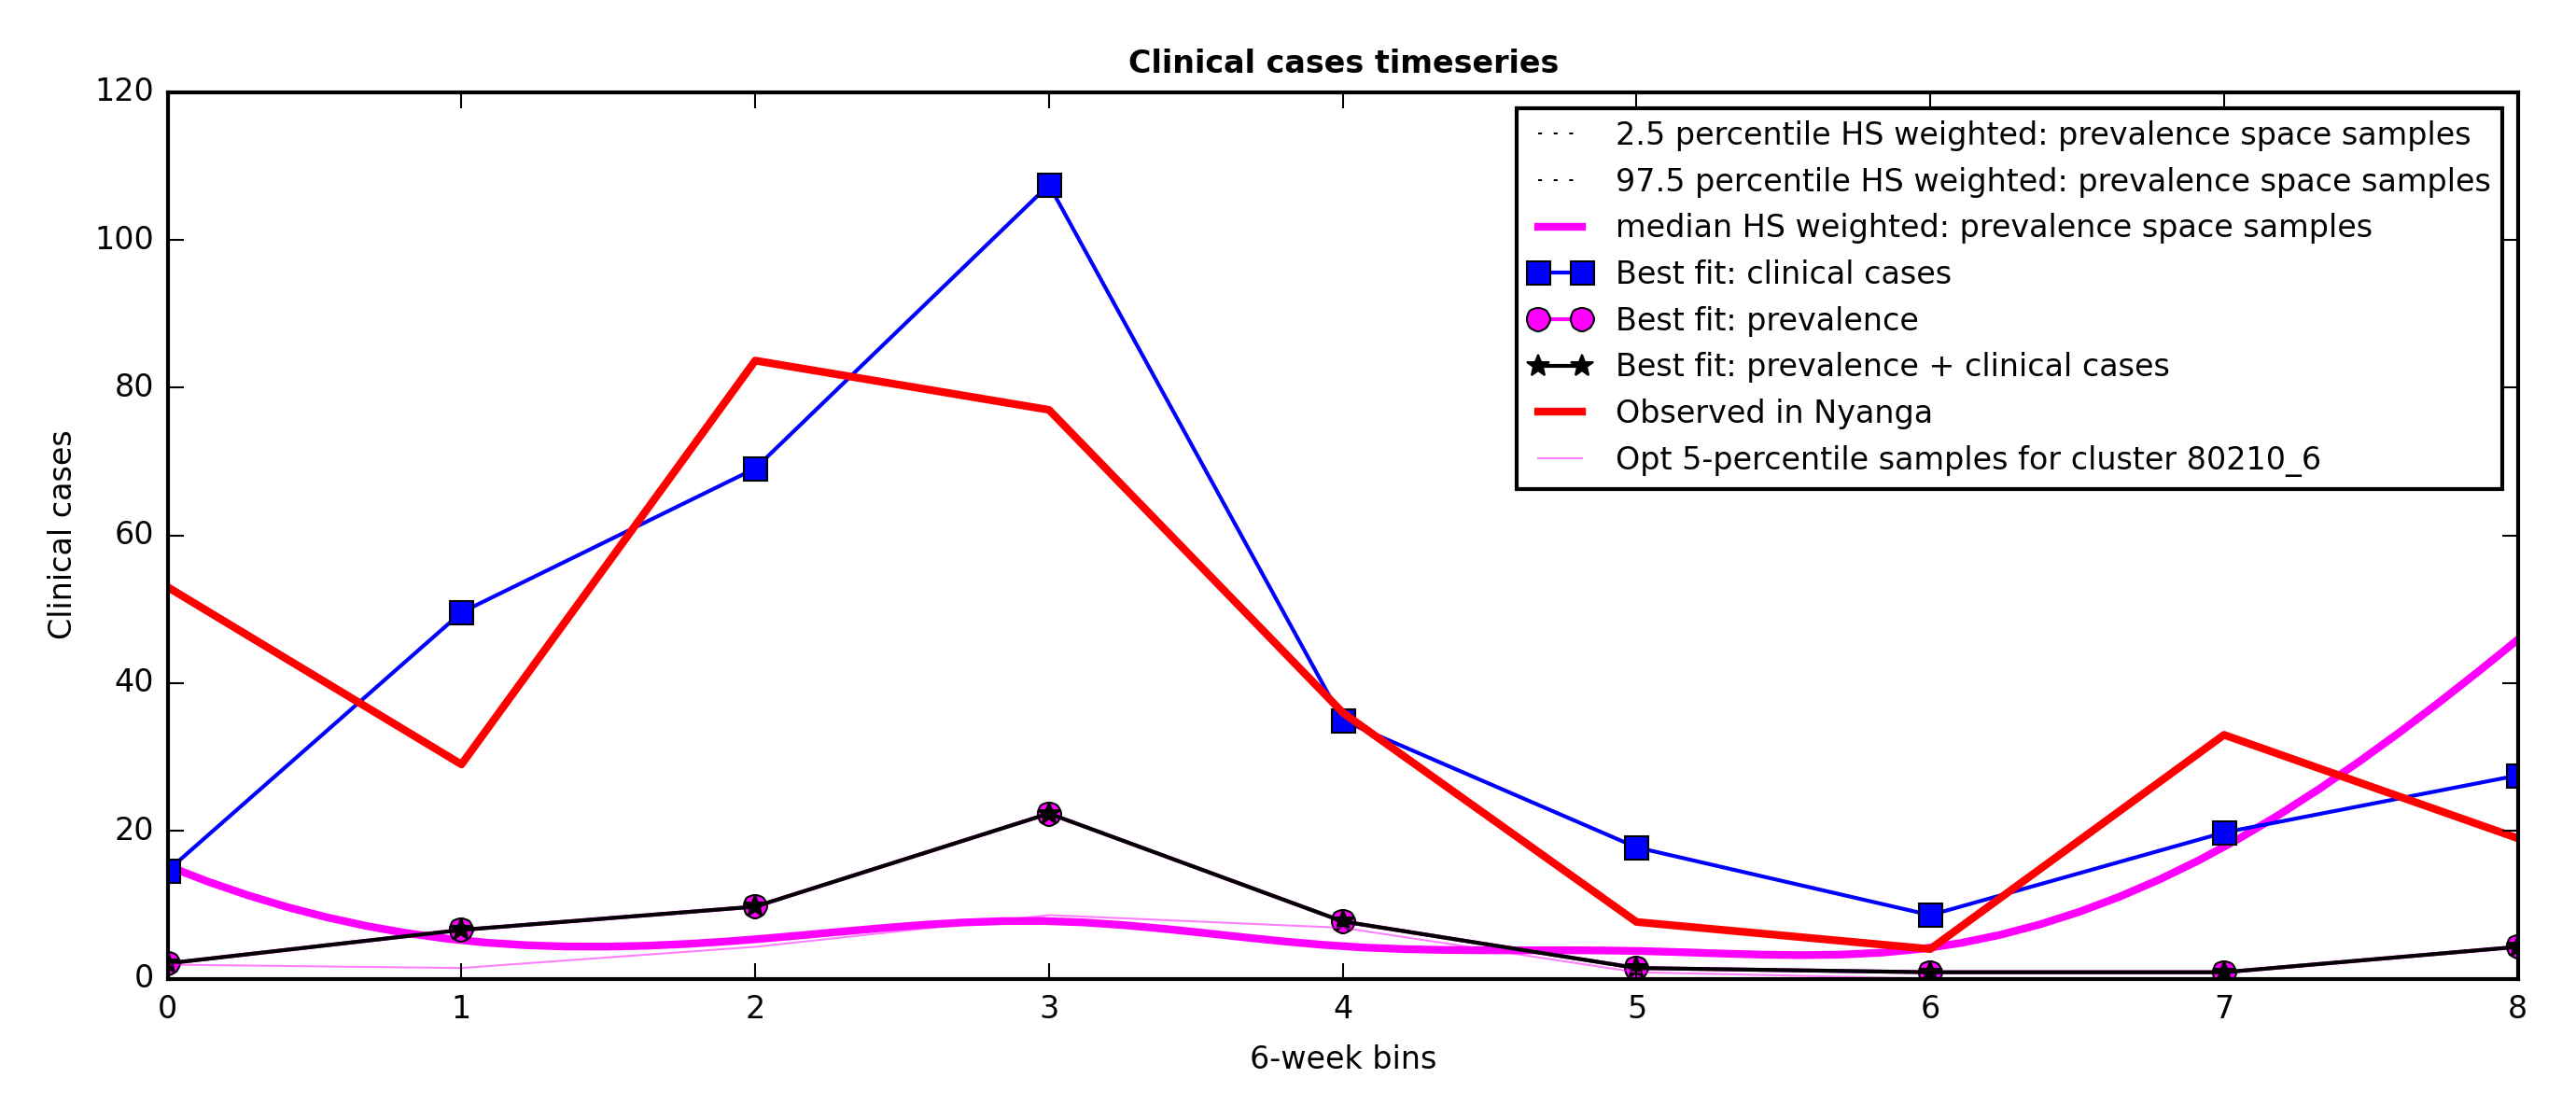 Clinical cases timeseries
120
100
80
60
40
20
0
Clinical cases
2.5 percentile HS weighted: prevalence space samples
97.5 percentile HS weighted: prevalence space samples
median HS weighted: prevalence space samples
Best fit: clinical cases
Best fit: prevalence
Best fit: prevalence + clinical cases
Observed in Nyanga
Opt 5-percentile samples for cluster 80210_6
0 1 2 3 4 5 6 7 8
6-week bins